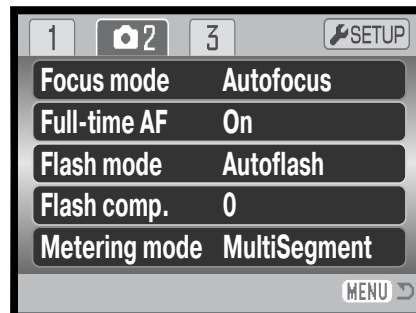 1 2 3 SETUP
Focus mode Autofocus
Full-time AF On
Flash mode Autoflash
Flash comp. 0
Metering mode MultiSegment
MENU